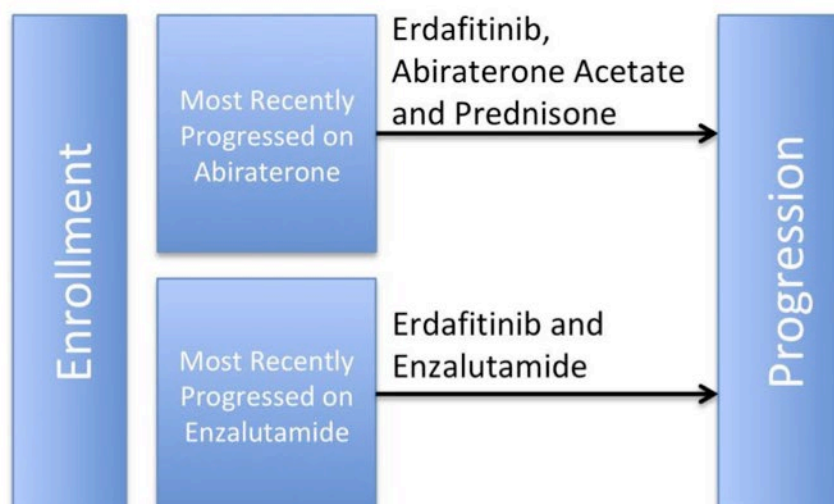 Enrollment
Most Recently
Progressed on
Abiraterone
Erdafitinib,
Abiraterone Acetate
and Prednisone
Most Recently
Progressed on
Enzalutamide
Erdafitinib and
Enzalutamide
Progression